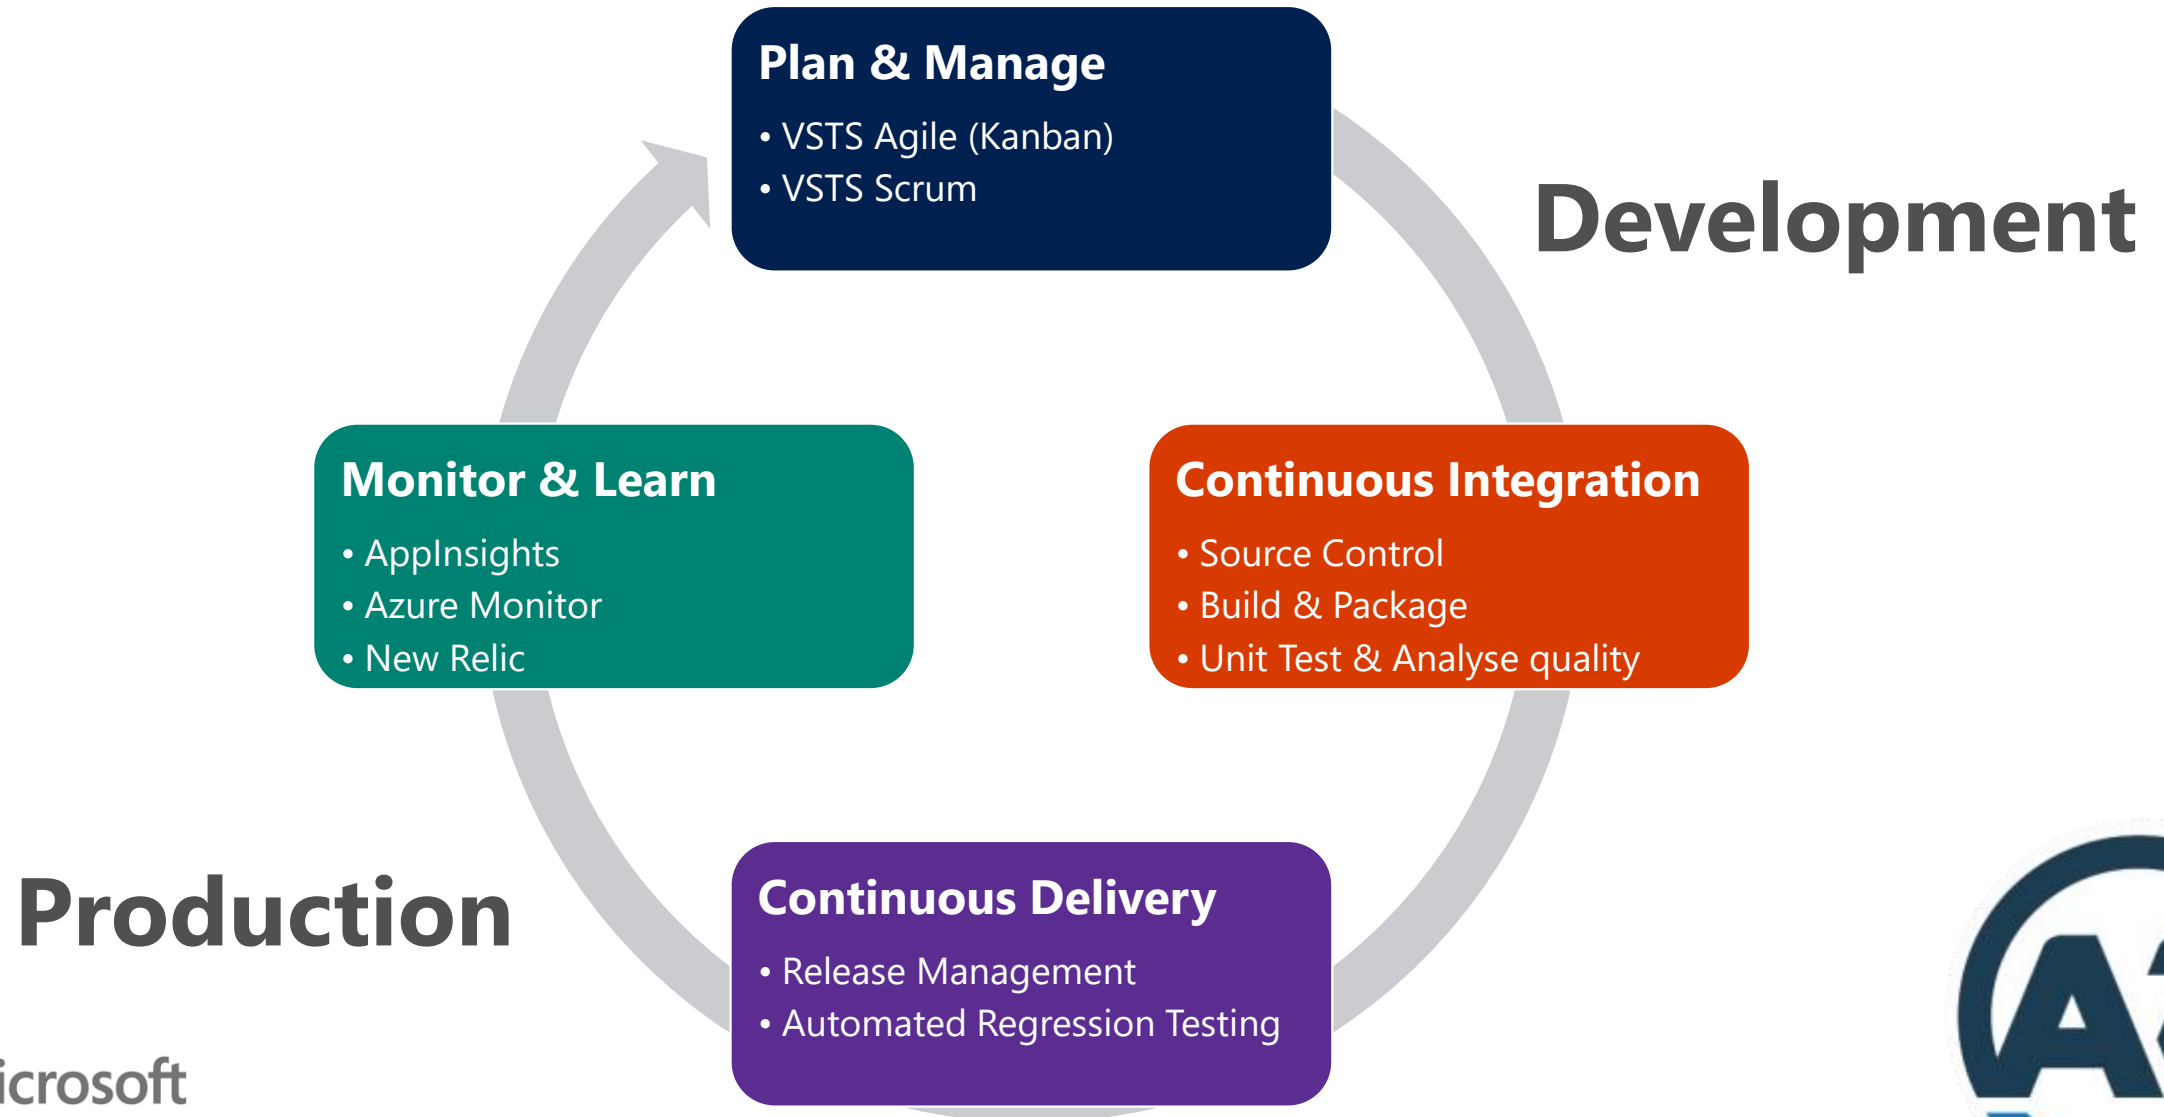 Plan & Manage
• VSTS Agile (Kanban)
• VSTS Scrum
Development
Monitor & Learn
• AppInsights
• Azure Monitor
• New Relic
Continuous Integration
• Source Control
• Build & Package
• Unit Test & Analyse quality
Production
Continuous Delivery
• Release Management
• Automated Regression Testing
icrosoft